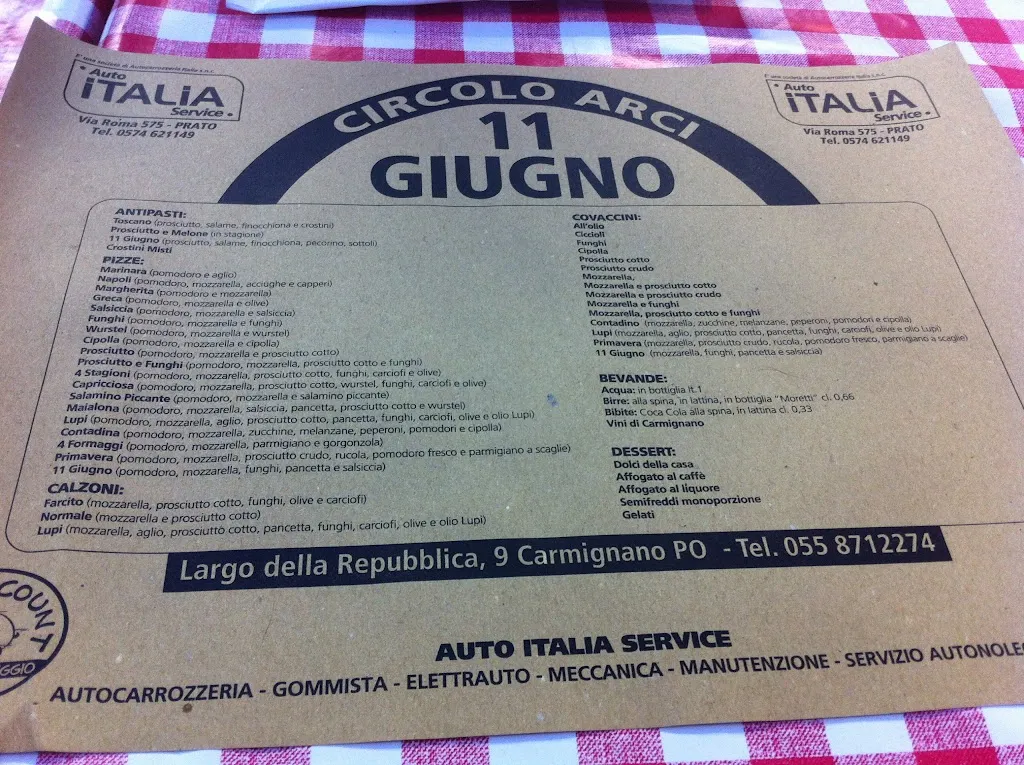 È una società di Autocarrozzeria Italia s.n.c.
• Auto
iTALiA
Service •
Via Roma 575 - PRATO
Tel. 0574 621149
CIRCOLO ARCI
11
GIUGNO
È una società di Autocarrozzeria Italia s.n.c.
• Auto
iTALiA
Service •
Via Roma 575 - PRATO
Tel. 0574 621149
ANTIPASTI:
Toscano (prosciutto, salame, finocchiona e crostini)
Prosciutto e Melone (in stagione)
11 Giugno (prosciutto, salame, finocchiona, pecorino, sottoli)
Crostini Misti
PIZZE:
Marinara (pomodoro e aglio)
Napoli (pomodoro, mozzarella, acciughe e capperi)
Margherita (pomodoro e mozzarella)
Greca (pomodoro, mozzarella e olive)
Salsiccia (pomodoro, mozzarella e salsiccia)
Funghi (pomodoro, mozzarella e funghi)
Wurstel (pomodoro, mozzarella e wurstel)
Cipolla (pomodoro, mozzarella e cipolla)
Prosciutto (pomodoro, mozzarella e prosciutto cotto)
Prosciutto e Funghi (pomodoro, mozzarella, prosciutto cotto e funghi)
4 Stagioni (pomodoro, mozzarella, prosciutto cotto, funghi, carciofi e olive)
Capricciosa (pomodoro, mozzarella, prosciutto cotto, wurstel, funghi, carciofi e olive)
Salamino Piccante (pomodoro, mozzarella e salamino piccante)
Maialona (pomodoro, mozzarella, salsiccia, pancetta, prosciutto cotto e wurstel)
Lupi (pomodoro, mozzarella, aglio, prosciutto cotto, pancetta, funghi, carciofi, olive e olio Lupi)
Contadina (pomodoro, mozzarella, zucchine, melanzane, peperoni, pomodori e cipolla)
4 Formaggi (pomodoro, mozzarella, parmigiano e gorgonzola)
Primavera (pomodoro, mozzarella, prosciutto crudo, rucola, pomodoro fresco e parmigiano a scaglie)
11 Giugno (pomodoro, mozzarella, funghi, pancetta e salsiccia)
CALZONI:
Farcito (mozzarella, prosciutto cotto, funghi, olive e carciofi)
Normale (mozzarella e prosciutto cotto)
Lupi (mozzarella, aglio, prosciutto cotto, pancetta, funghi, carciofi, olive e olio Lupi)
COVACCINI:
All'olio
Ciccioli
Funghi
Cipolla
Prosciutto cotto
Prosciutto crudo
Mozzarella,
Mozzarella e prosciutto cotto
Mozzarella e prosciutto crudo
Mozzarella e funghi
Mozzarella, prosciutto cotto e funghi
Contadino (mozzarella, zucchine, melanzane, peperoni, pomodori e cipolla)
Lupi (mozzarella, aglio, prosciutto cotto, pancetta, funghi, carciofi, olive e olio Lupi)
Primavera (mozzarella, prosciutto crudo, rucola, pomodoro fresco, parmigiano a scaglie)
11 Giugno (mozzarella, funghi, pancetta e salsiccia)
BEVANDE:
Acqua: in bottiglia lt.1
Birre: alla spina, in lattina, in bottiglia "Moretti" cl. 0,66
Bibite: Coca Cola alla spina, in lattina cl. 0,33
Vini di Carmignano
DESSERT:
Dolci della casa
Affogato al caffè
Affogato al liquore
Semifreddi monoporzione
Gelati
Largo della Repubblica, 9 Carmignano PO - Tel. 055 8712274
COUNT
GGIO
AUTO ITALIA SERVICE
AUTOCARROZZERIA - GOMMISTA - ELETTRAUTO - MECCANICA - MANUTENZIONE - SERVIZIO AUTONOLEG